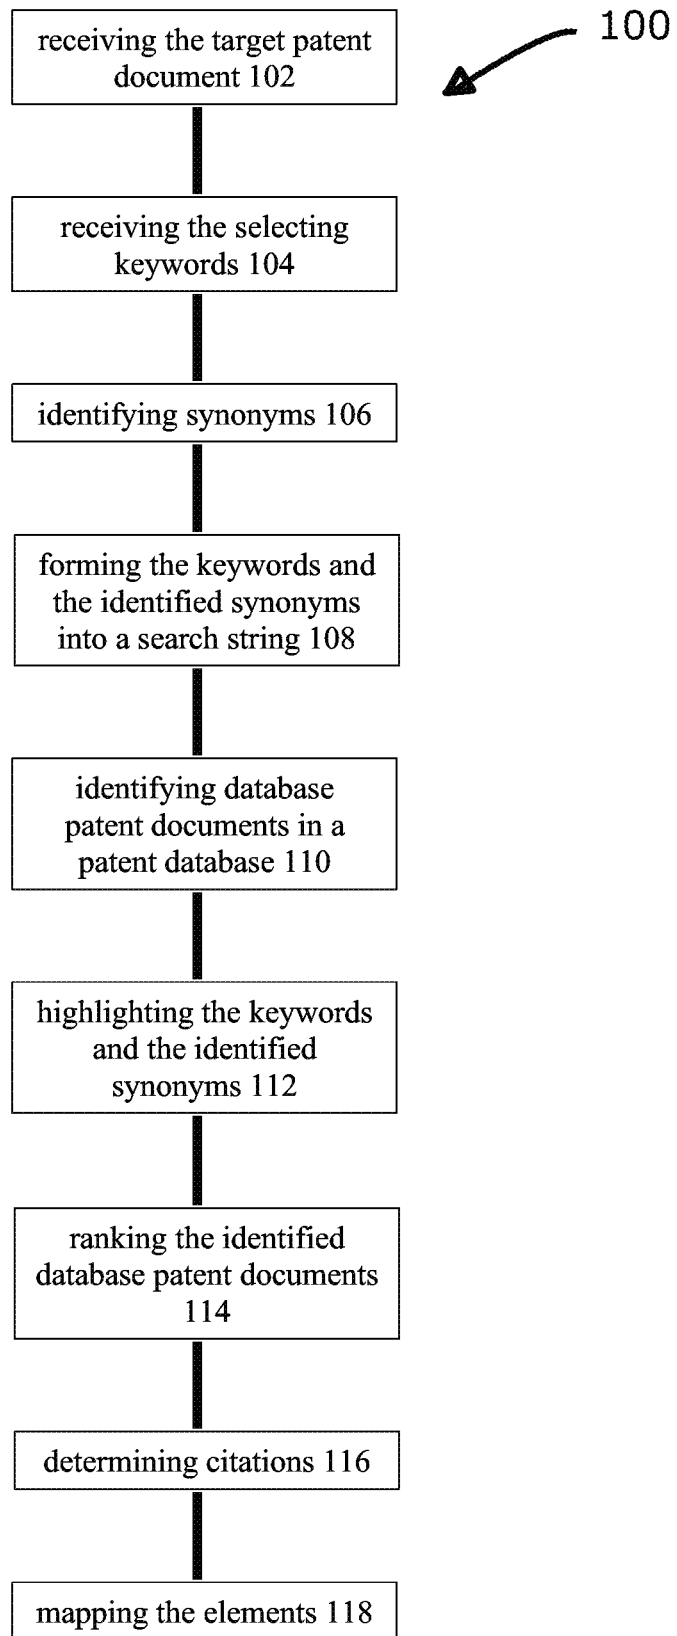 100
receiving the target patent
document 102
receiving the selecting
keywords 104
identifying synonyms 106
forming the keywords and
the identified synonyms
into a search string 108
identifying database
patent documents in a
patent database 110
highlighting the keywords
and the identified
synonyms 112
ranking the identified
database patent documents
114
determining citations 116
mapping the elements 118